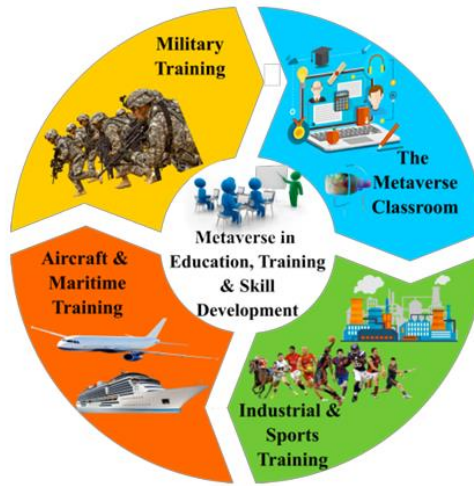 Military
Training
The
Metaverse
Classroom
Metaverse in
Education, Training
& Skill
Development
Aircraft &
Maritime
Training
Industrial &
Sports
Training